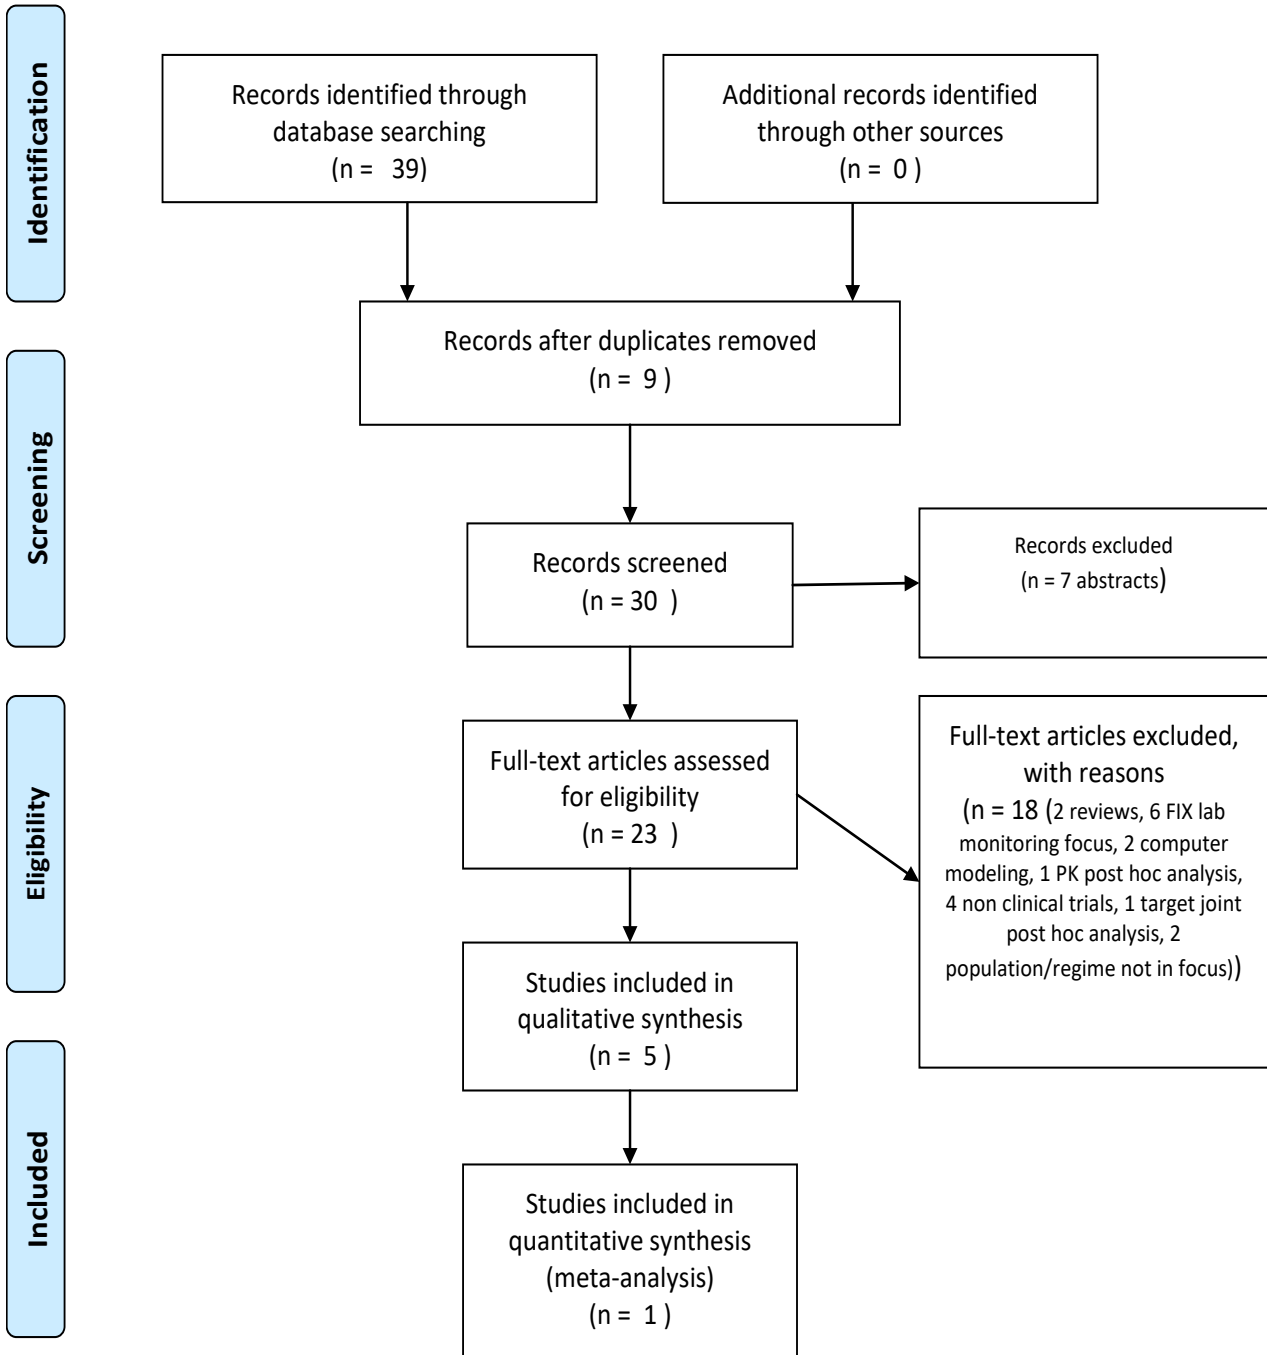 Identification
Records identified through
database searching
(n = 39)
Additional records identified
through other sources
(n = 0 )
Records after duplicates removed
(n = 9 )
Screening
Records screened
(n = 30 )
Records excluded
(n = 7 abstracts)
Eligibility
Full-text articles assessed
for eligibility
(n = 23 )
Full-text articles excluded,
with reasons
(n = 18 (2 reviews, 6 FIX lab
monitoring focus, 2 computer
modeling, 1 PK post hoc analysis,
4 non clinical trials, 1 target joint
post hoc analysis, 2
population/regime not in focus))
Studies included in
qualitative synthesis
(n = 5 )
Included
Studies included in
quantitative synthesis
(meta-analysis)
(n = 1 )